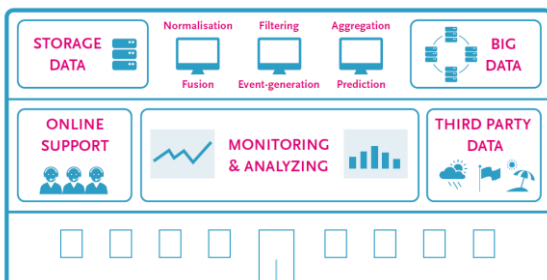 STORAGE
DATA
Normalisation
Filtering
Aggregation
Fusion
Event-generation
Prediction
BIG
DATA
ONLINE
SUPPORT
MONITORING
& ANALYZING
THIRD PARTY
DATA